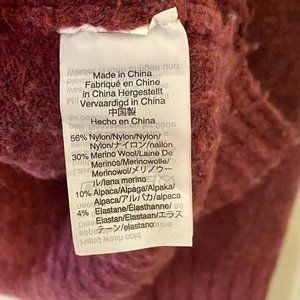 Made in China
Fabriqué en Chine
in China Hergestellt
Vervaardigd in China
中国製
Hecho en China
56% Nylon/Nylon/Nylon/
Nylon/ナイロン/nailon
30% Merino Wool/Laine De
Merinos/Merinowolle/
Merinowol/メリノウー
ル/lana merino
10% Alpaca/Alpaga/Alpaka/
Alpaca/アルパカ/alpaca
4% Elastane/Élasthanne/
Elastan/Elastaan/エラス
テーン/elastano